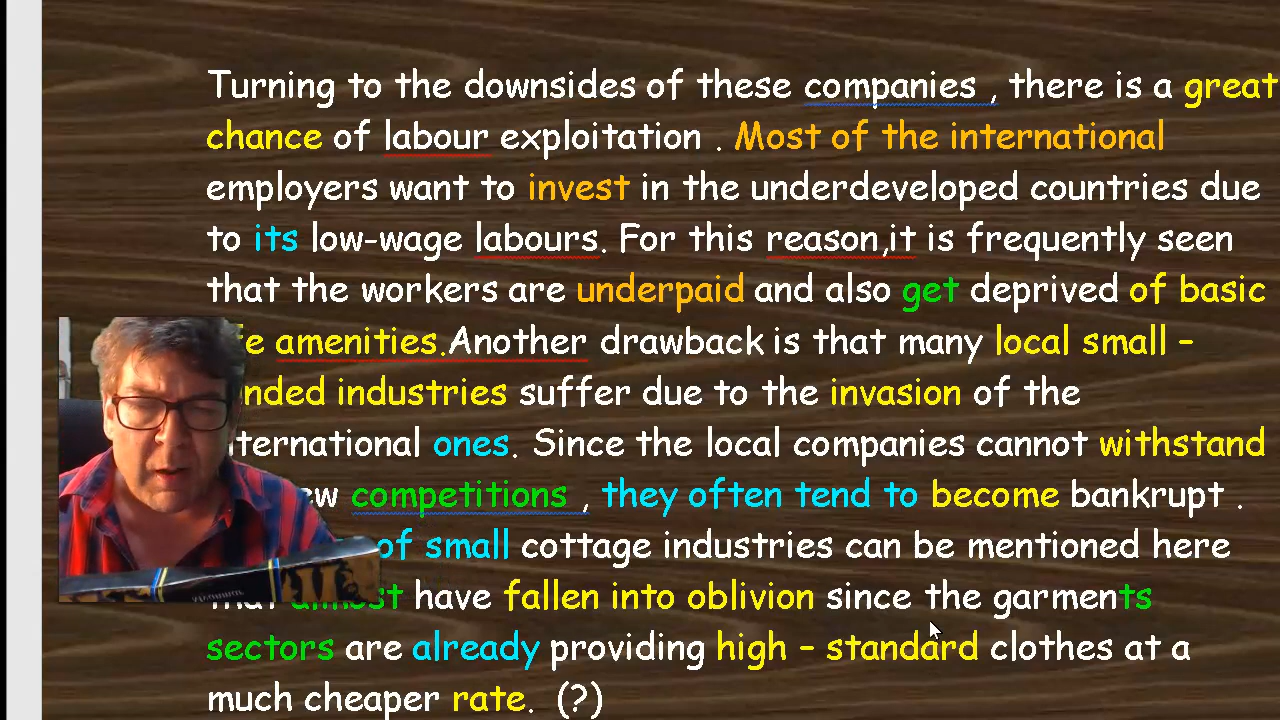 Turning to the downsides of these companies , there is a great
chance of labour exploitation . Most of the international
employers want to invest in the underdeveloped countries due
to its low-wage labours. For this reason,it is frequently seen
that the workers are underpaid and also get deprived of basic
amenities.Another drawback is that many local small –
industries suffer due to the invasion of the
ones. Since the local companies cannot withstand
competitions , they often tend to become bankrupt .
of small cottage industries can be mentioned here
have fallen into oblivion since the garments
sectors are already providing high – standard clothes at a
much cheaper rate. (?)